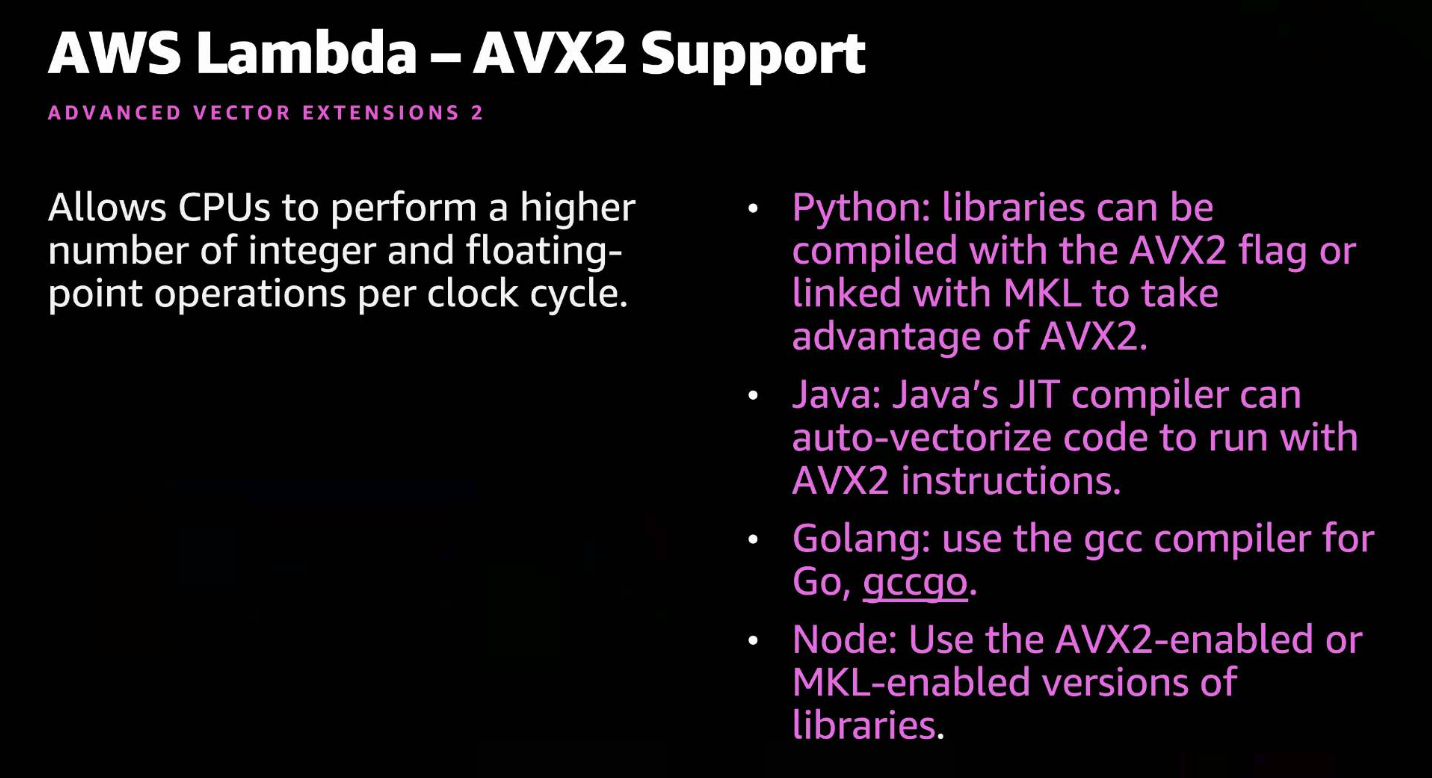 AWS Lambda – AVX2 Support
ADVANCED VECTOR EXTENSIONS 2
Allows CPUs to perform a higher
number of integer and floating-
point operations per clock cycle.
• Python: libraries can be
compiled with the AVX2 flag or
linked with MKL to take
advantage of AVX2.
• Java: Java’s JIT compiler can
auto-vectorize code to run with
AVX2 instructions.
• Golang: use the gcc compiler for
Go, gccgo.
• Node: Use the AVX2-enabled or
MKL-enabled versions of
libraries.